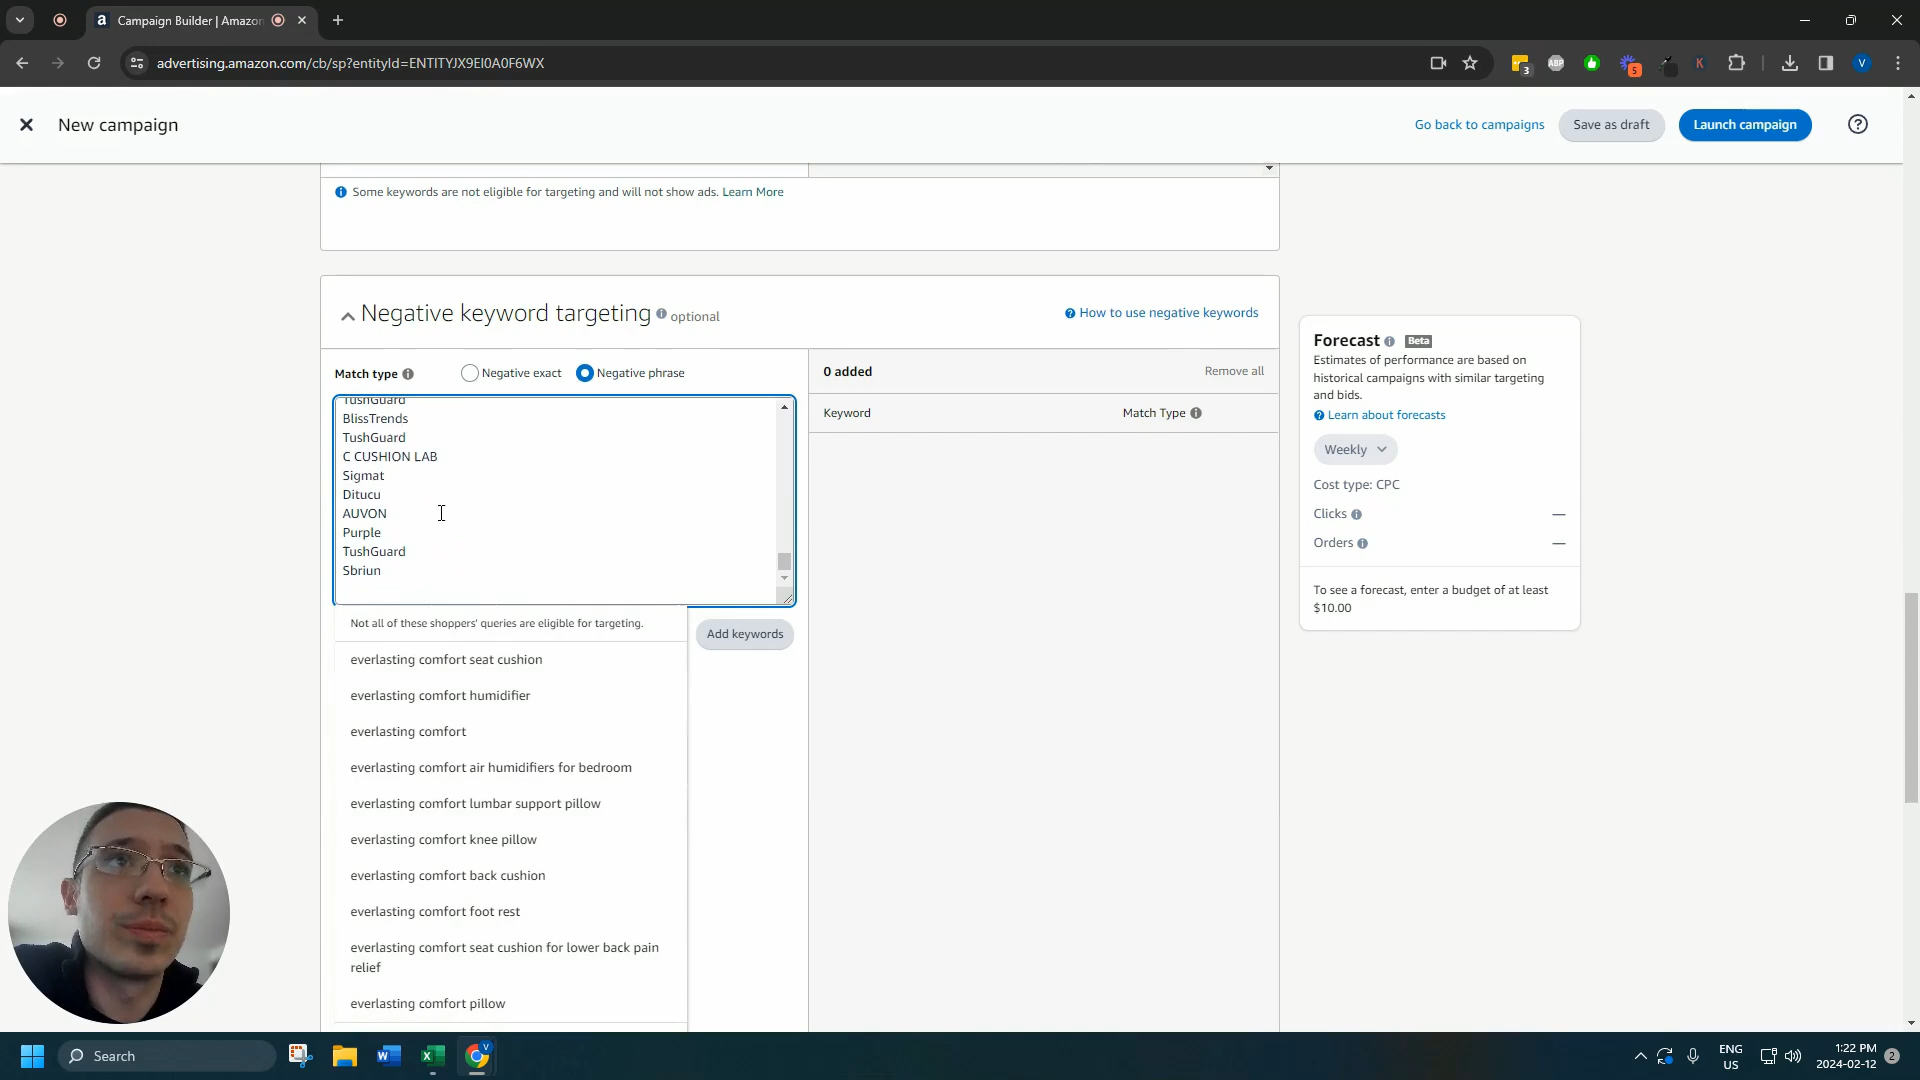 Campaign Builder | Amazon
advertising.amazon.com/cb/sp?entityId=ENTITYJX9EI0A0F6WX
3
ABP
5
K
V
New campaign
Go back to campaigns
Save as draft
Launch campaign
Some keywords are not eligible for targeting and will not show ads. Learn More
Negative keyword targeting optional
How to use negative keywords
Match type
Negative exact
Negative phrase
0 added
Remove all
Keyword
Match Type
TushGuard
BlissTrends
TushGuard
C CUSHION LAB
Sigmat
Ditucu
AUVON
Purple
TushGuard
Sbriun
Not all of these shoppers' queries are eligible for targeting.
Add keywords
everlasting comfort seat cushion
everlasting comfort humidifier
everlasting comfort
everlasting comfort air humidifiers for bedroom
everlasting comfort lumbar support pillow
everlasting comfort knee pillow
everlasting comfort back cushion
everlasting comfort foot rest
everlasting comfort seat cushion for lower back pain
relief
everlasting comfort pillow
Forecast Beta
Estimates of performance are based on
historical campaigns with similar targeting
and bids.
Learn about forecasts
Weekly
Cost type: CPC
Clicks —
Orders —
To see a forecast, enter a budget of at least
$10.00
Search
ENG
US
1:22 PM
2024-02-12
2